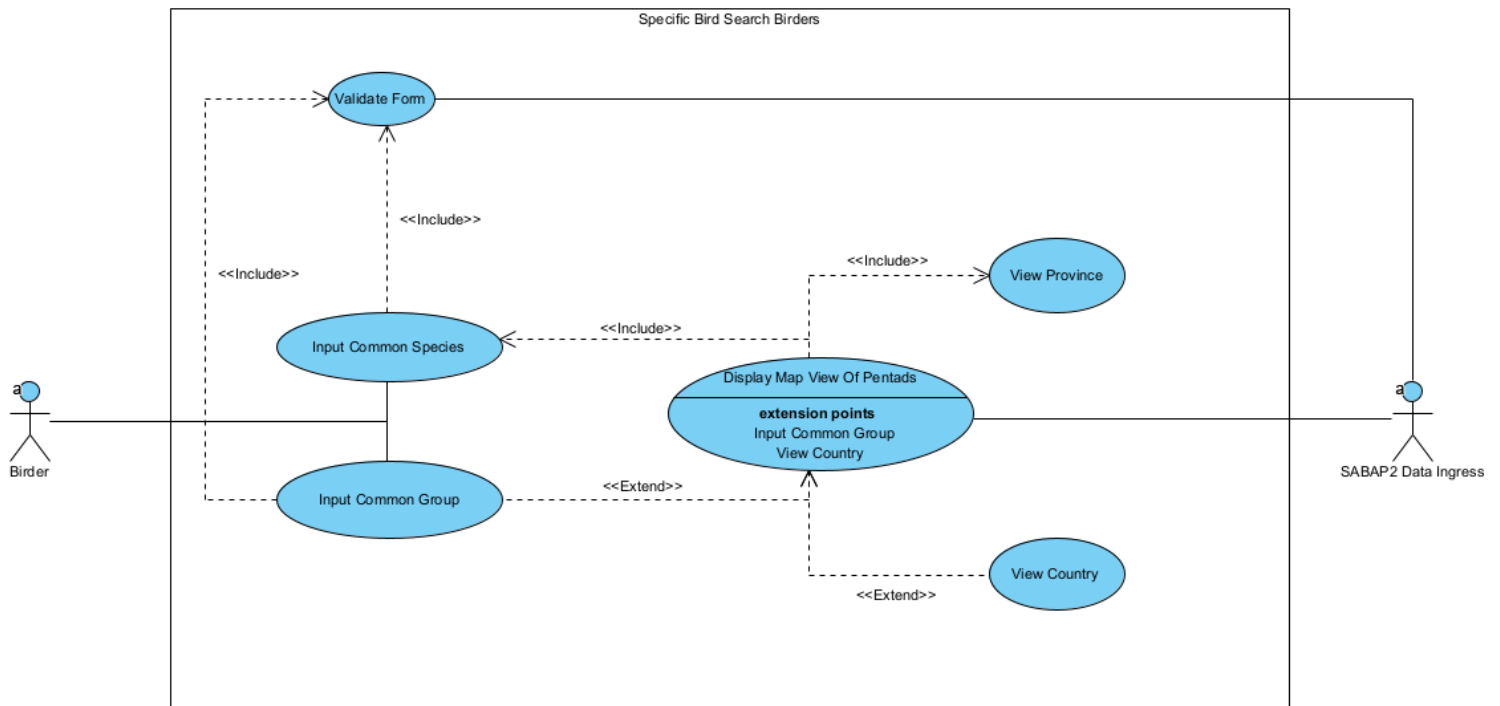 Specific Bird Search Birders
Validate Form
<<Include>>
<<Include>>
<<Include>>
View Province
<<Include>>
Input Common Species
Display Map View Of Pentads
a
a
extension points
Input Common Group
View Country
Birder
SABAP2 Data Ingress
<<Extend>>
Input Common Group
View Country
<<Extend>>